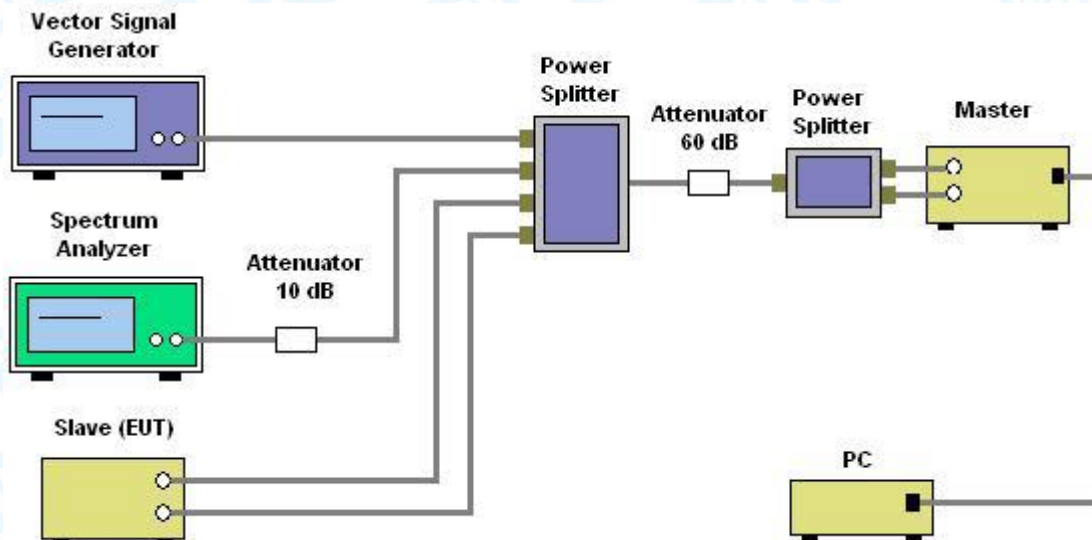 Vector Signal
Generator
Power
Splitter
Attenuator
60 dB
Power
Splitter
Master
Spectrum
Analyzer
Attenuator
10 dB
Slave (EUT)
PC